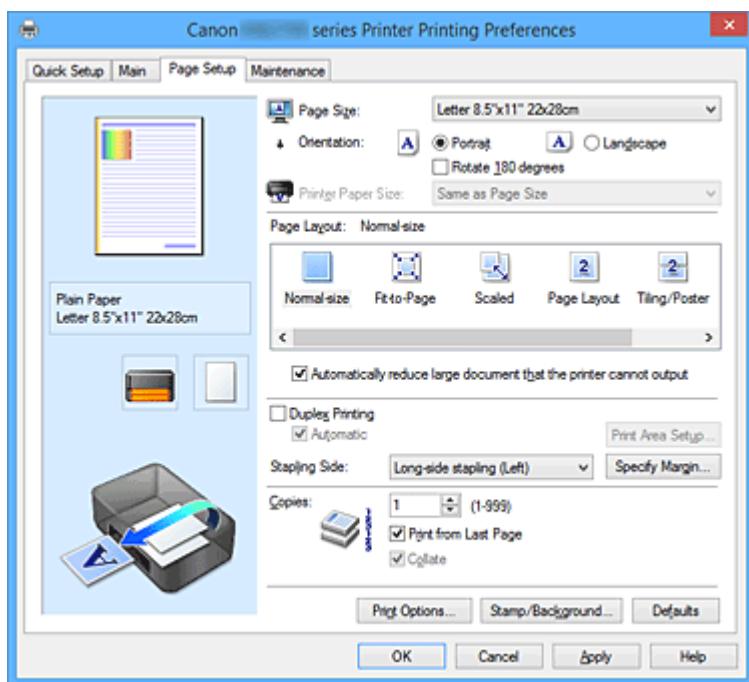 Canon series Printer Printing Preferences
Quick Setup Main Page Setup Maintenance
Page Size: Letter 8.5"x11" 22x28cm
Orientation: A Portrait A Landscape
Rotate 180 degrees
Printer Paper Size: Same as Page Size
Page Layout: Normal-size
Normal-size Fit-to-Page Scaled Page Layout Tiling/Poster
Plain Paper
Letter 8.5"x11" 22x28cm
Automatically reduce large document that the printer cannot output
Duplex Printing
Automatic
Print Area Setup...
Stapling Side: Long-side stapling (Left) Specify Margin...
Copies: 1 (1-999)
Print from Last Page
Collate
Print Options... Stamp/Background... Defaults
OK Cancel Apply Help